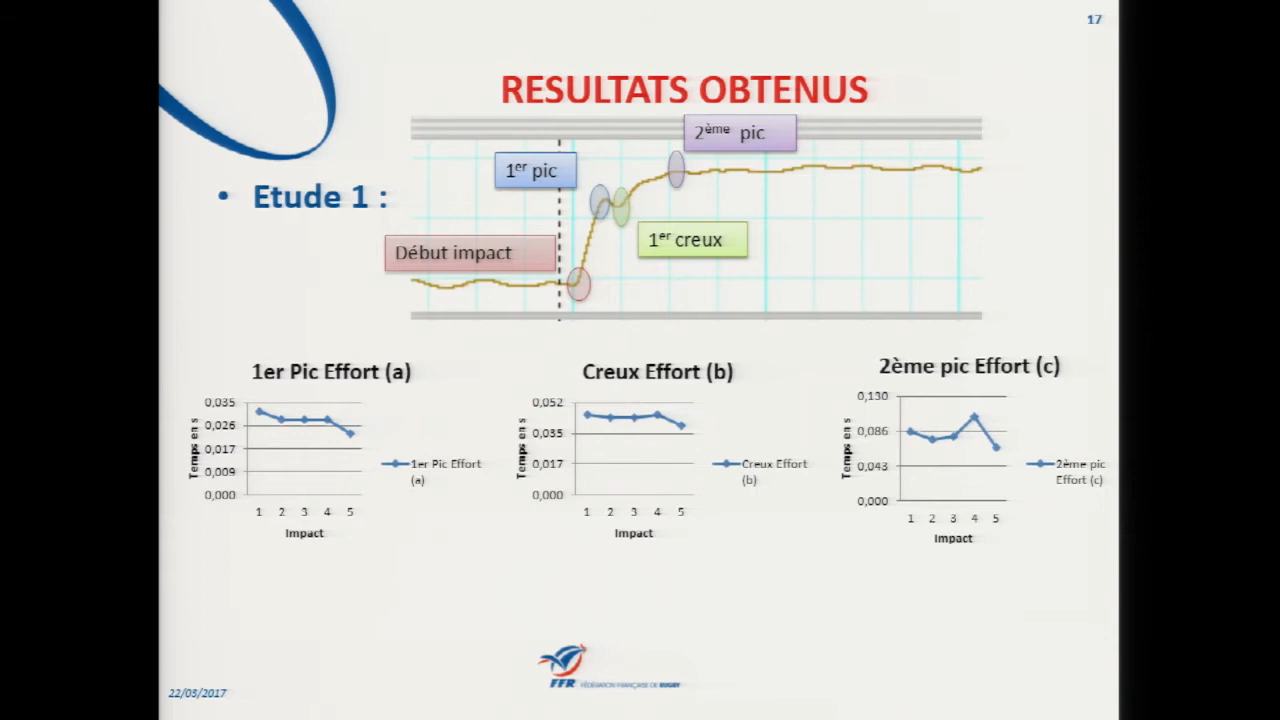 17
RESULTATS OBTENUS
2ème pic
1er pic
• Etude 1 :
1er creux
Début impact
1er Pic Effort (a)
Temps en s
0,035
0,026
0,017
0,009
0,000
1 2 3 4 5
Impact
1er Pic Effort
(a)
Creux Effort (b)
Temps en s
0,052
0,035
0,017
0,000
1 2 3 4 5
Impact
Creux Effort
(b)
2ème pic Effort (c)
Temps en s
0,130
0,086
0,043
0,000
1 2 3 4 5
Impact
2ème pic
Effort (c)
FFR FÉDÉRATION FRANÇAISE DE RUGBY
22/03/2017